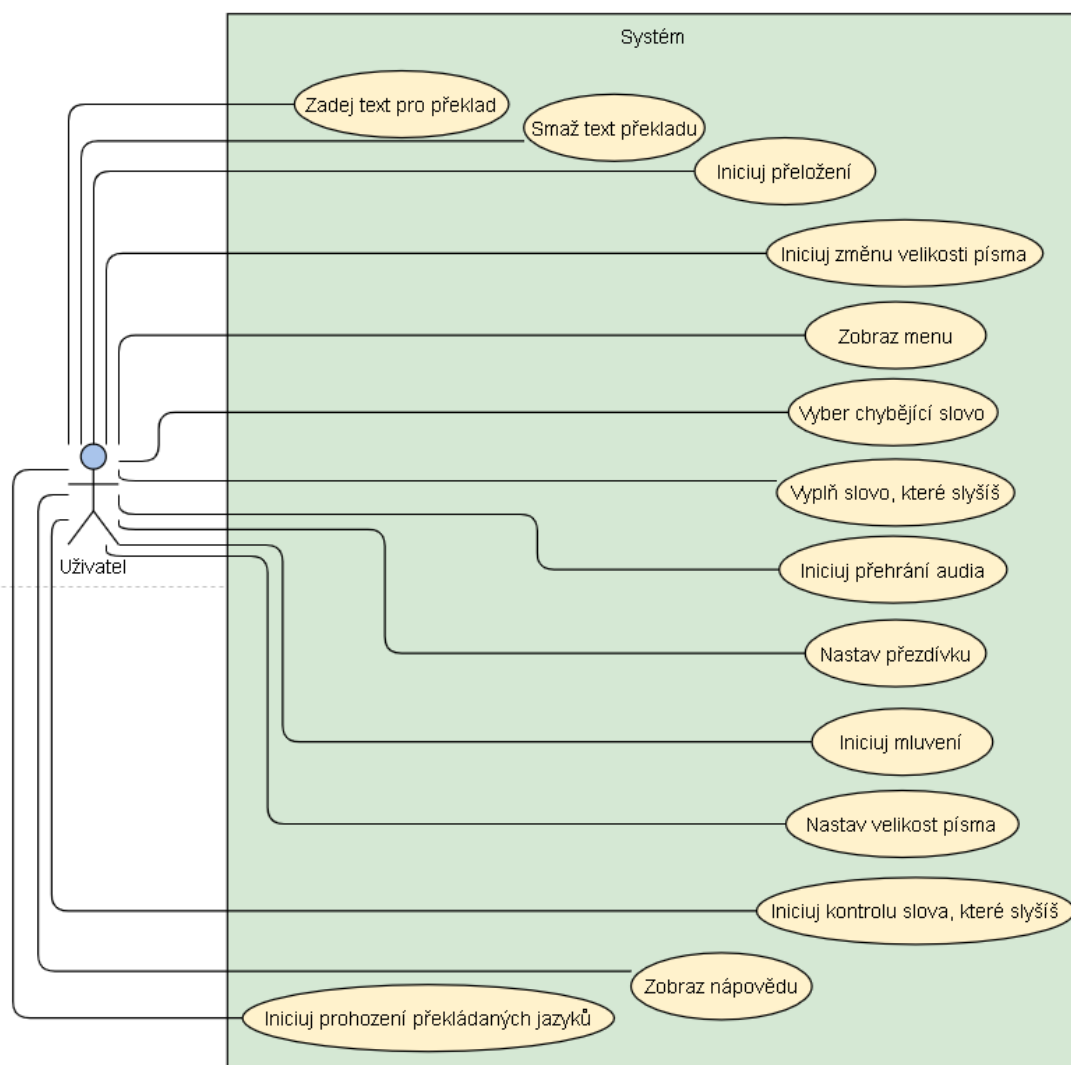 Systém
Zadej text pro překlad
Smaž text překladu
Iniciuj přeložení
Iniciuj změnu velikosti písma
Zobraz menu
Vyber chybějící slovo
Vyplň slovo, které slyšíš
Uživatel
Iniciuj přehrání audia
Nastav přezdívku
Iniciuj mluvení
Nastav velikost písma
Iniciuj kontrolu slova, které slyšíš
Zobraz nápovědu
Iniciuj prohození překládaných jazyků